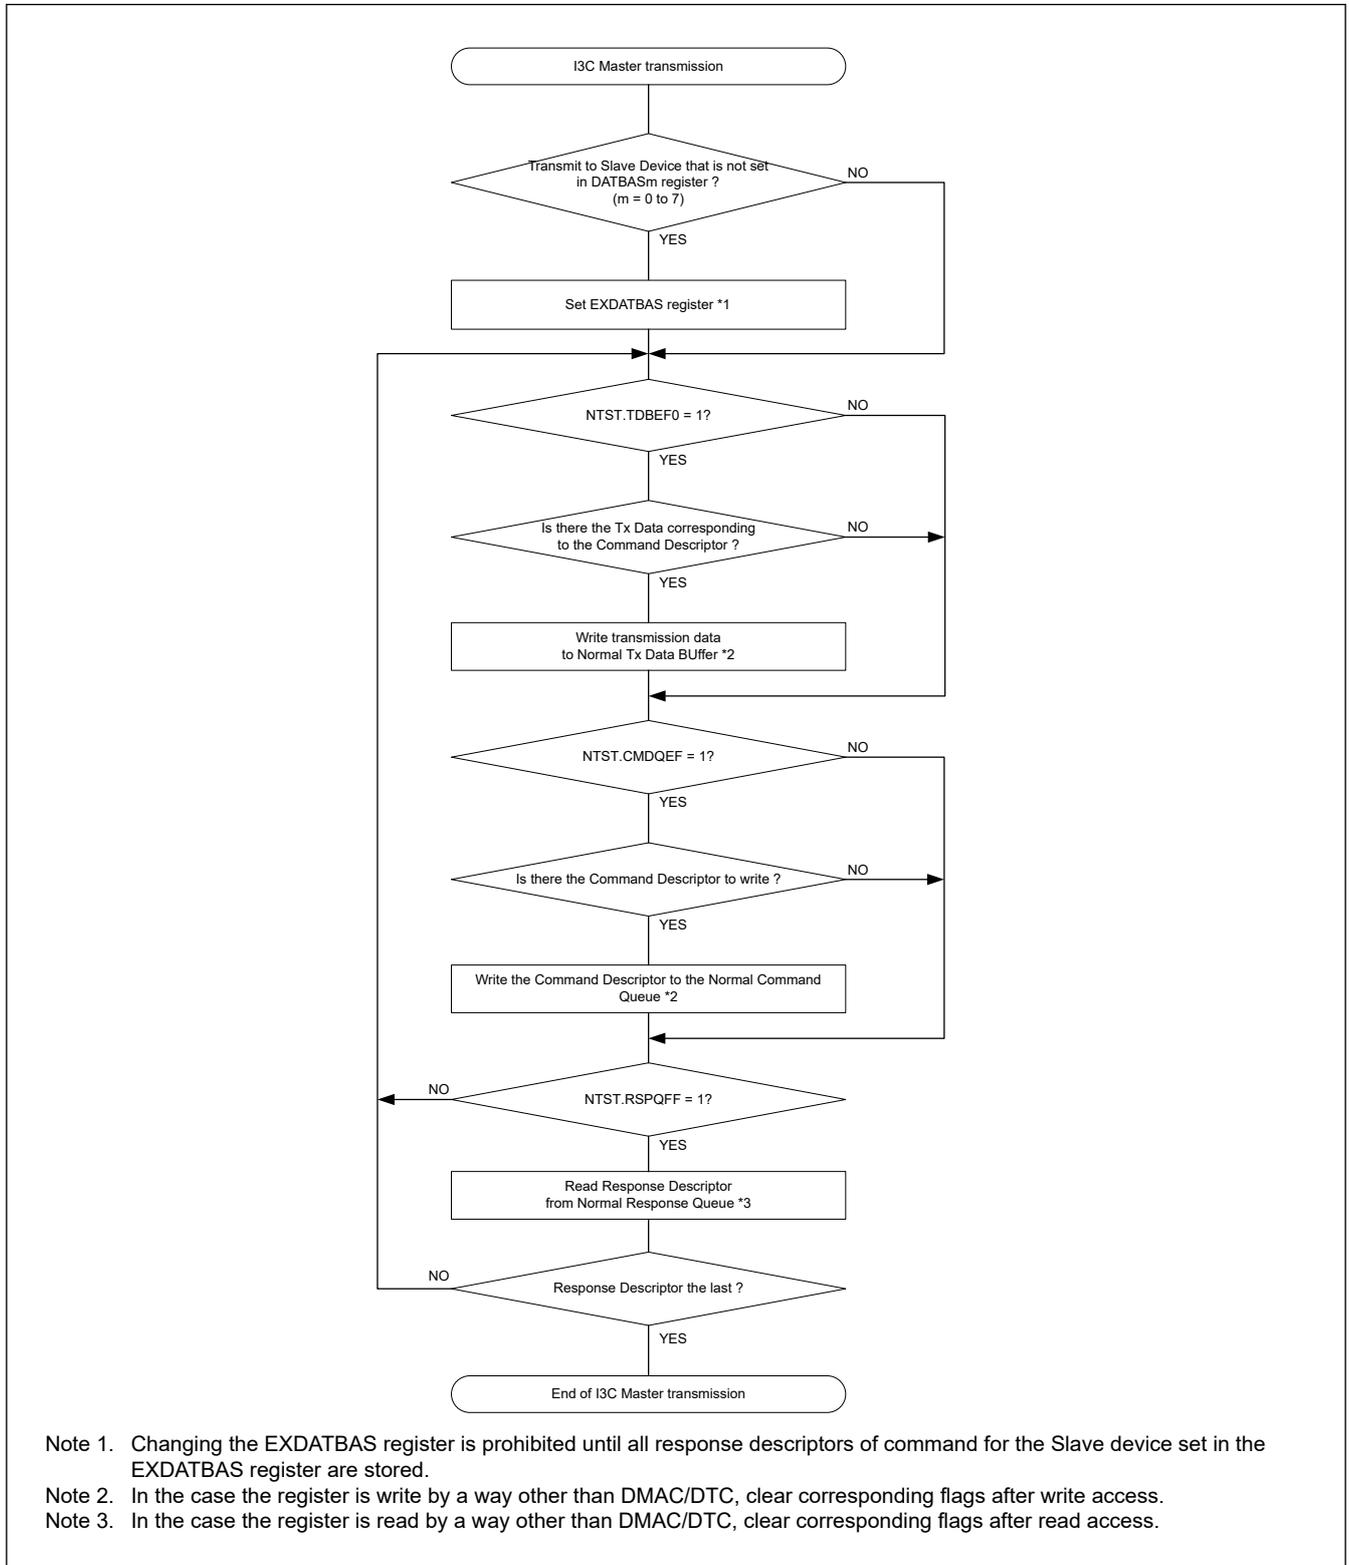 I3C Master transmission
Transmit to Slave Device that is not set
in DATBASm register ?
(m = 0 to 7)
NO
YES
Set EXDATBAS register *1
NTST.TDBEF0 = 1?
NO
YES
Is there the Tx Data corresponding
to the Command Descriptor ?
NO
YES
Write transmission data
to Normal Tx Data BUffer *2
NTST.CMDQEF = 1?
NO
YES
Is there the Command Descriptor to write ?
NO
YES
Write the Command Descriptor to the Normal Command
Queue *2
NO
NTST.RSPQFF = 1?
YES
Read Response Descriptor
from Normal Response Queue *3
NO
Response Descriptor the last ?
YES
End of I3C Master transmission
Note 1. Changing the EXDATBAS register is prohibited until all response descriptors of command for the Slave device set in the
EXDATBAS register are stored.
Note 2. In the case the register is write by a way other than DMAC/DTC, clear corresponding flags after write access.
Note 3. In the case the register is read by a way other than DMAC/DTC, clear corresponding flags after read access.